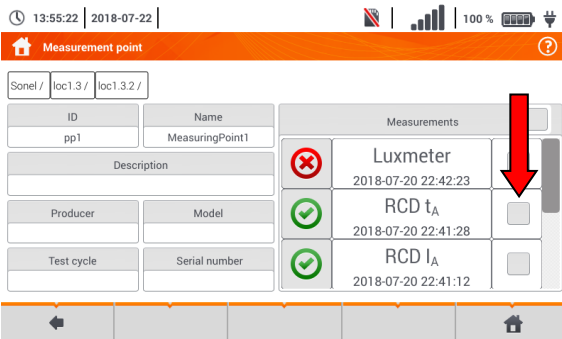 13:55:22 2018-07-22 100 %
Measurement point ?
Sonel / loc1.3 / loc1.3.2 /
ID Name Measurements
pp1 MeasuringPoint1
Description
Luxmeter
2018-07-20 22:42:23
Producer Model
RCD tA
2018-07-20 22:41:28
Test cycle Serial number
RCD IA
2018-07-20 22:41:12